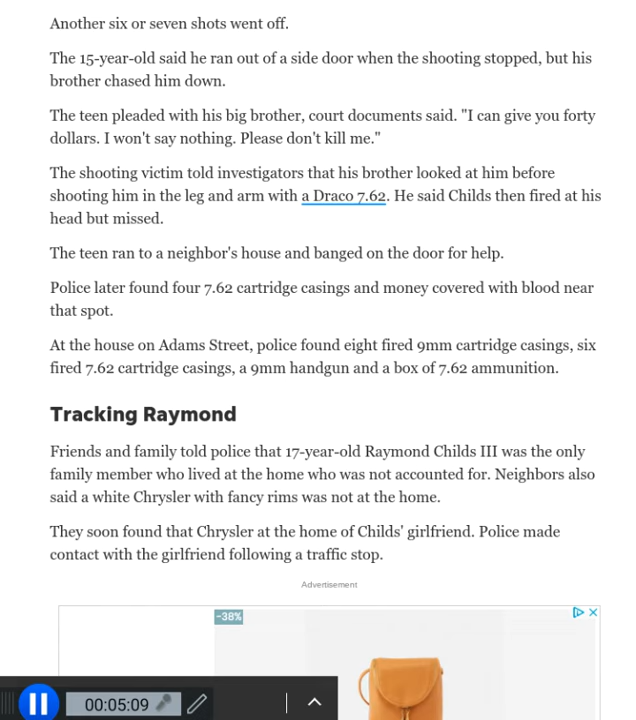 Another six or seven shots went off.
The 15-year-old said he ran out of a side door when the shooting stopped, but his
brother chased him down.
The teen pleaded with his big brother, court documents said. "I can give you forty
dollars. I won't say nothing. Please don't kill me."
The shooting victim told investigators that his brother looked at him before
shooting him in the leg and arm with a Draco 7.62. He said Childs then fired at his
head but missed.
The teen ran to a neighbor's house and banged on the door for help.
Police later found four 7.62 cartridge casings and money covered with blood near
that spot.
At the house on Adams Street, police found eight fired 9mm cartridge casings, six
fired 7.62 cartridge casings, a 9mm handgun and a box of 7.62 ammunition.
Tracking Raymond
Friends and family told police that 17-year-old Raymond Childs III was the only
family member who lived at the home who was not accounted for. Neighbors also
said a white Chrysler with fancy rims was not at the home.
They soon found that Chrysler at the home of Childs' girlfriend. Police made
contact with the girlfriend following a traffic stop.
Advertisement
-38%
00:05:09